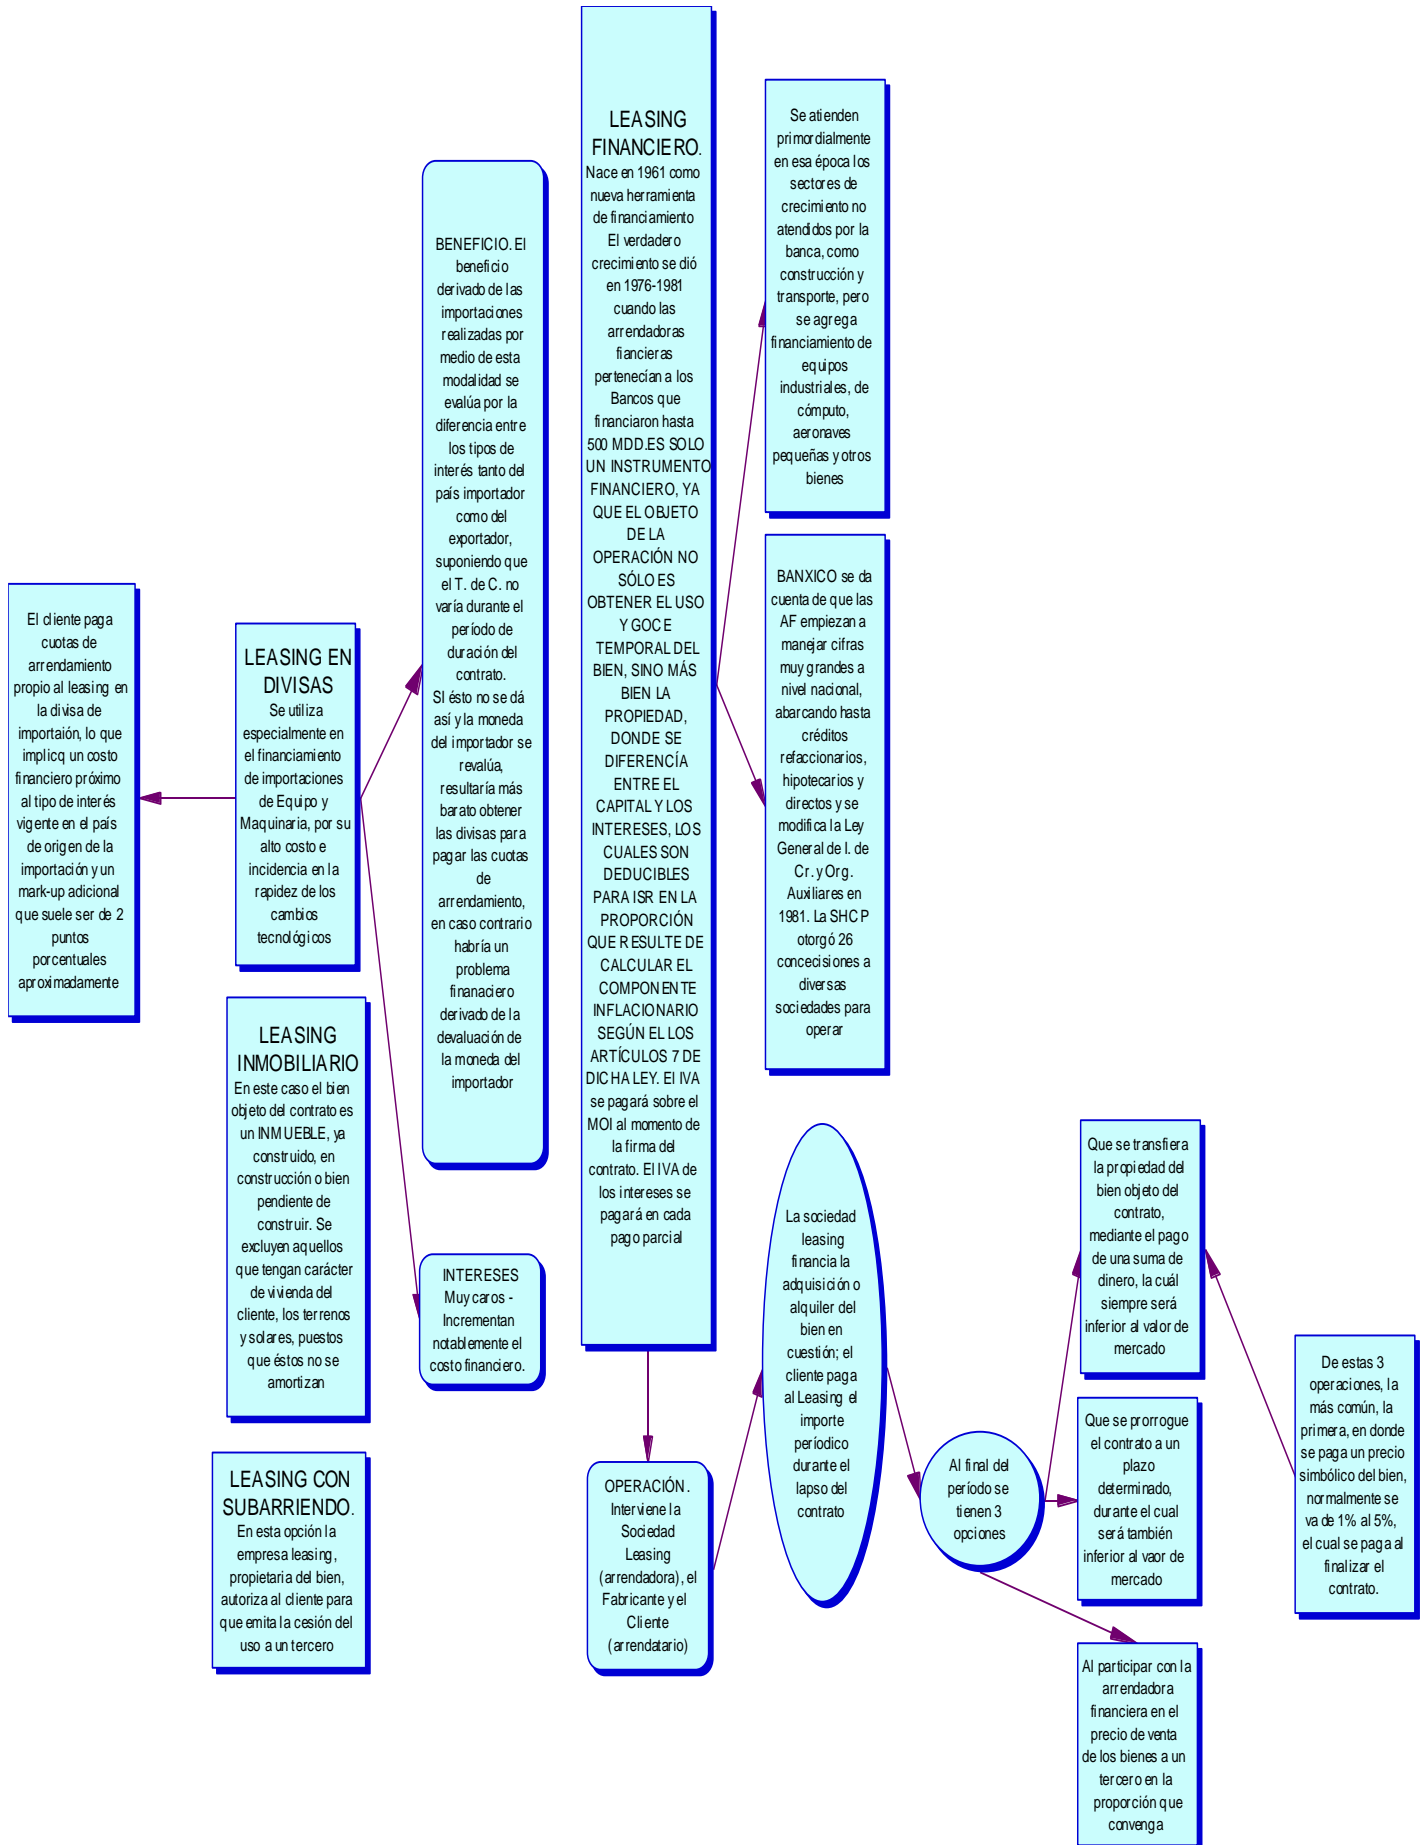 LEASING
FINANCIERO.
Nace en 1961 como
nueva herramienta
de financiamiento
El verdadero
crecimiento se dió
en 1976-1981
cuando las
arrendadoras
fiancieras
pertenecían a los
Bancos que
financiaron hasta
500 MDD.ES SOLO
UN INSTRUMENTO
FINANCIERO, YA
QUE EL OBJETO
DE LA
OPERACIÓN NO
SÓLO ES
OBTENER EL USO
Y GOCE
TEMPORAL DEL
BIEN, SINO MÁS
BIEN LA
PROPIEDAD,
DONDE SE
DIFERENCÍA
ENTRE EL
CAPITAL Y LOS
INTERESES, LOS
CUALES SON
DEDUCIBLES
PARA ISR EN LA
PROPORCIÓN
QUE RESULTE DE
CALCULAR EL
COMPONENTE
INFLACIONARIO
SEGÚN EL LOS
ARTÍCULOS 7 DE
DICHA LEY. El IVA
se pagará sobre el
MOI al momento de
la firma del
contrato. El IVA de
los intereses se
pagará en cada
pago parcial
Se atienden
primordialmente
en esa época los
sectores de
crecimiento no
atendidos por la
banca, como
construcción y
transporte, pero
se agrega
financiamiento de
equipos
industriales, de
cómputo,
aeronaves
pequeñas y otros
bienes
BANXICO se da
cuenta de que las
AF empiezan a
manejar cifras
muy grandes a
nivel nacional,
abarcando hasta
créditos
refaccionarios,
hipotecarios y
directos y se
modifica la Ley
General de I. de
Cr. y Org.
Auxiliares en
1981. La SHCP
otorgó 26
concecisiones a
diversas
sociedades para
operar
BENEFICIO. El
beneficio
derivado de las
importaciones
realizadas por
medio de esta
modalidad se
evalúa por la
diferencia entre
los tipos de
interés tanto del
país importador
como del
exportador,
suponiendo que
el T. de C. no
varía durante el
período de
duración del
contrato.
SI ésto no se dá
así y la moneda
del importador se
revalúa,
resultaría más
barato obtener
las divisas para
pagar las cuotas
de
arrendamiento,
en caso contrario
habría un
problema
finanaciero
derivado de la
devaluación de
la moneda del
importador
El cliente paga
cuotas de
arrendamiento
propio al leasing en
la divisa de
importaión, lo que
implicq un costo
financiero próximo
al tipo de interés
vigente en el país
de origen de la
importación y un
mark-up adicional
que suele ser de 2
puntos
porcentuales
aproximadamente
LEASING EN
DIVISAS
Se utiliza
especialmente en
el financiamiento
de importaciones
de Equipo y
Maquinaria, por su
alto costo e
incidencia en la
rapidez de los
cambios
tecnológicos
LEASING
INMOBILIARIO
En este caso el bien
objeto del contrato es
un INMUEBLE, ya
construido, en
construcción o bien
pendiente de
construir. Se
excluyen aquellos
que tengan carácter
de vivienda del
cliente, los terrenos
y solares, puestos
que éstos no se
amortizan
LEASING CON
SUBARRIENDO.
En esta opción la
empresa leasing,
propietaria del bien,
autoriza al cliente para
que emita la cesión del
uso a un tercero
INTERESES
Muy caros -
Incrementan
notablemente el
costo financiero.
OPERACIÓN.
Interviene la
Sociedad
Leasing
(arrendadora), el
Fabricante y el
Cliente
(arrendatario)
La sociedad
leasing
financia la
adquisición o
alquiler del
bien en
cuestión; el
cliente paga
al Leasing el
importe
períodico
durante el
lapso del
contrato
Al final del
período se
tienen 3
opciones
Que se transfiera
la propiedad del
bien objeto del
contrato,
mediante el pago
de una suma de
dinero, la cuál
siempre será
inferior al valor de
mercado
Que se prorrogue
el contrato a un
plazo
determinado,
durante el cual
será también
inferior al vaor de
mercado
Al participar con la
arrendadora
financiera en el
precio de venta
de los bienes a un
tercero en la
proporción que
convenga
De estas 3
operaciones, la
más común, la
primera, en donde
se paga un precio
simbólico del bien,
normalmente se
va de 1% al 5%,
el cual se paga al
finalizar el
contrato.